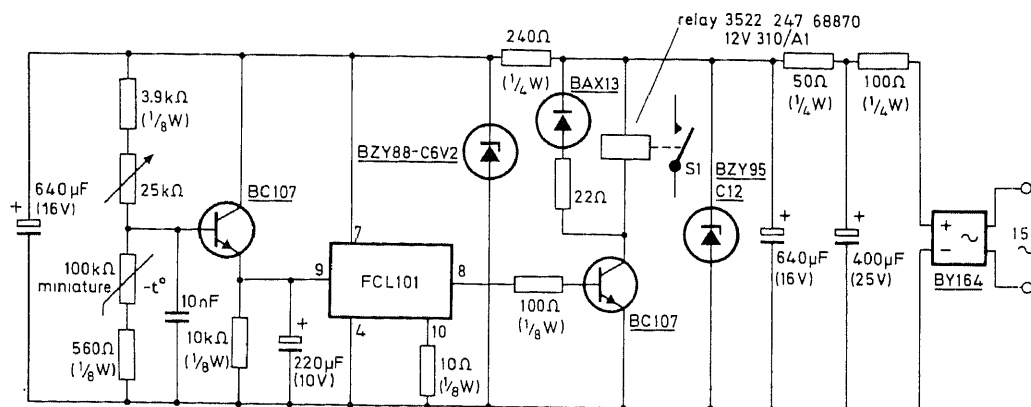 relay 3522 247 68870
12V 310/A1
240Ω
(1/4W)
BAX13
50Ω
(1/4W)
100Ω
(1/4W)
3.9kΩ
(1/8W)
BZY88-C6V2
S1
BZY95
C12
25kΩ
BC107
640µF
(16V)
+
22Ω
+
+
7
15
~
100kΩ
miniature
-t°
9
FCL101
8
+
~
-
640µF
(16V)
400µF
(25V)
BY164
10nF
100Ω
(1/8W)
BC107
4
10
+
560Ω
(1/8W)
10kΩ
(1/8W)
220µF
(10V)
10Ω
(1/8W)